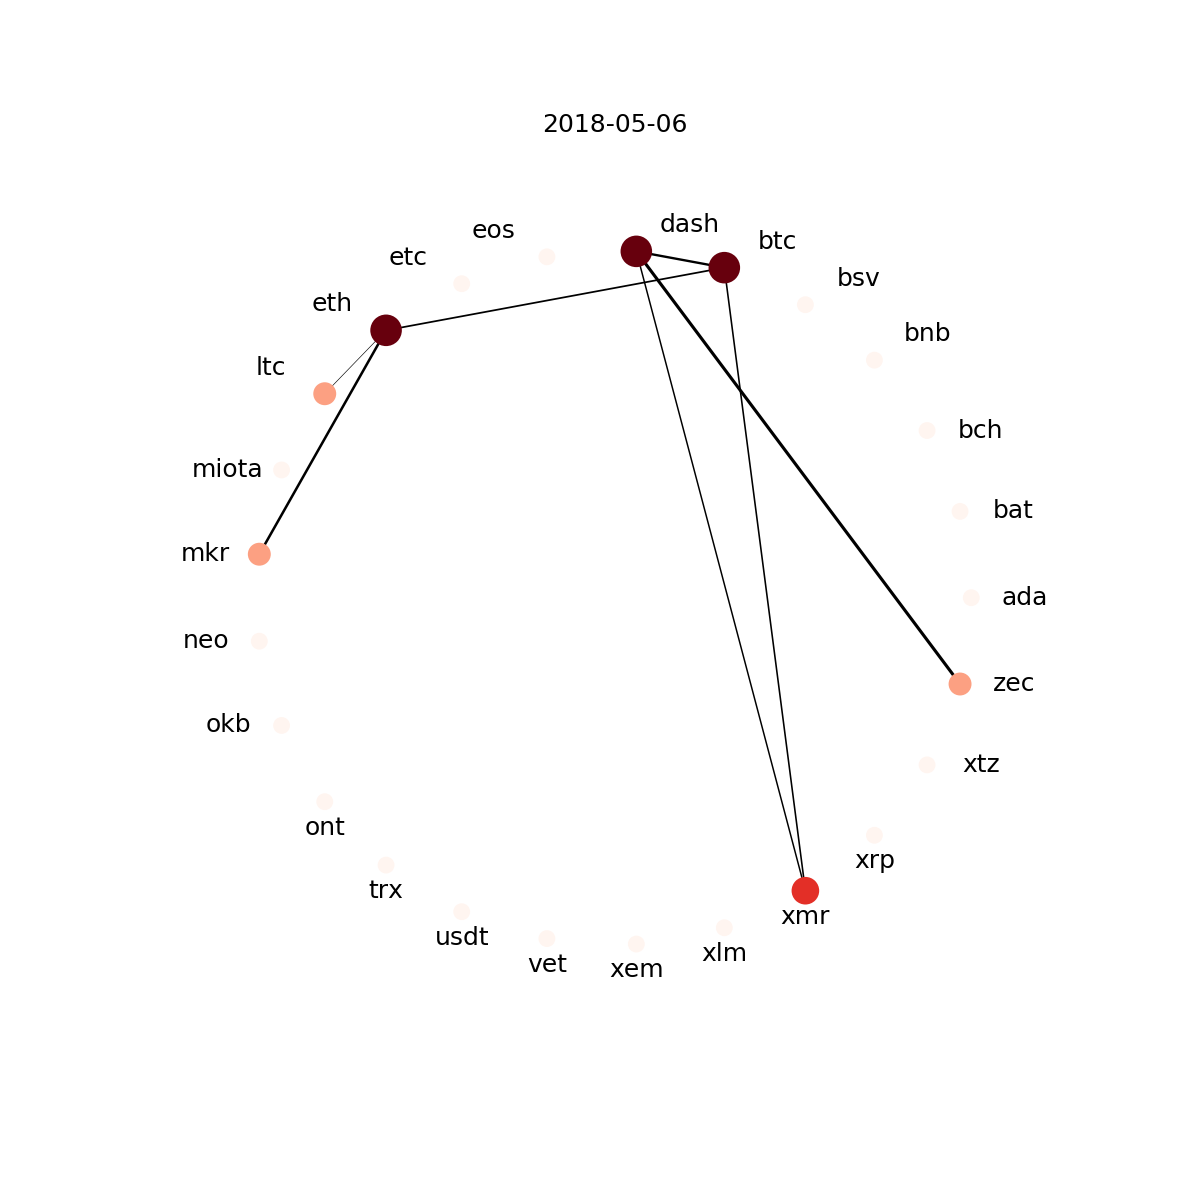 2018-05-06
dash
eos
btc
etc
bsv
eth
bnb
ltc
bch
miota
bat
mkr
ada
neo
zec
okb
xtz
ont
xrp
trx
xmr
usdt
xlm
vet
xem